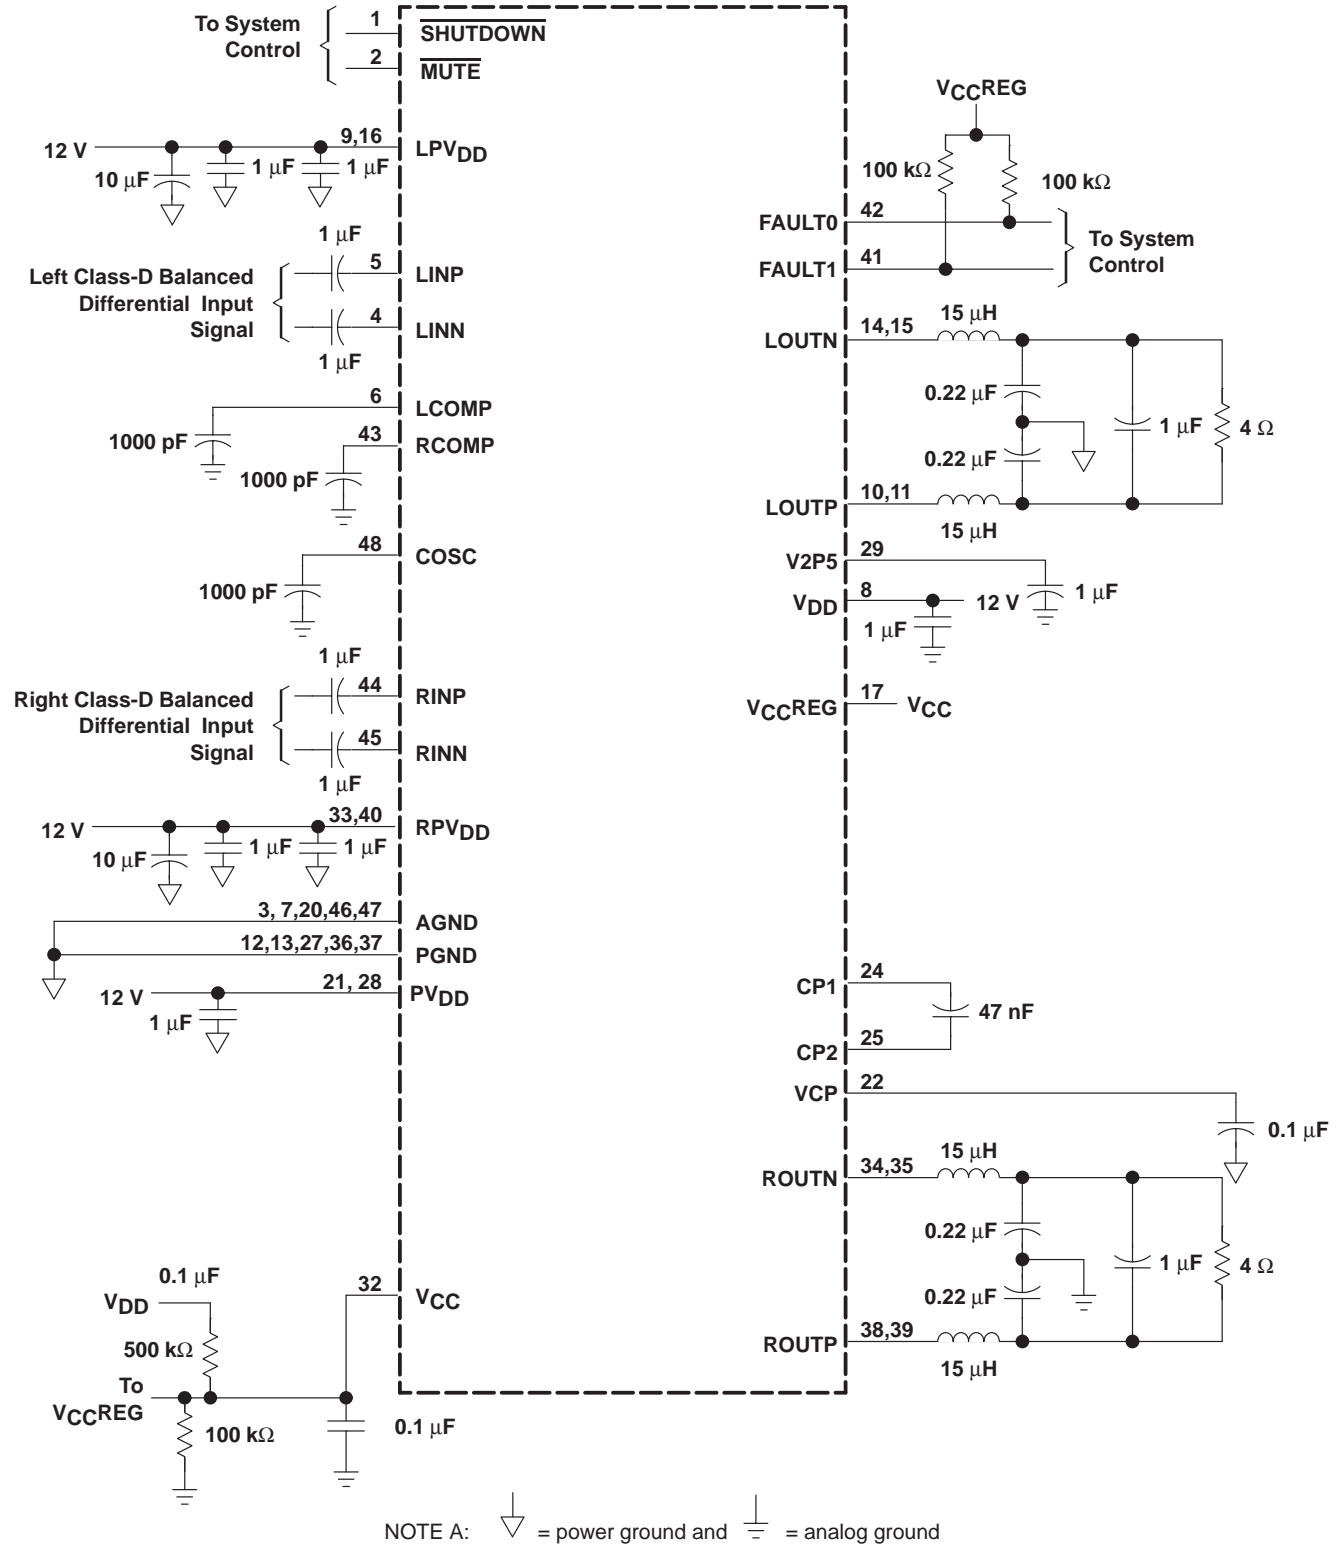 To System
Control
1
SHUTDOWN
2
MUTE
12 V
9,16
LPVDD
10 µF
1 µF
1 µF
VCCREG
100 kΩ
100 kΩ
FAULT0
42
FAULT1
41
To System
Control
Left Class-D Balanced
Differential Input
Signal
1 µF
5
LINP
4
LINN
1 µF
LOUTN
14,15
15 µH
0.22 µF
0.22 µF
1 µF
4 Ω
LOUTP
10,11
15 µH
6
LCOMP
1000 pF
43
RCOMP
1000 pF
48
COSC
1000 pF
V2P5
29
1 µF
VDD
8
12 V
1 µF
Right Class-D Balanced
Differential Input
Signal
1 µF
44
RINP
45
RINN
1 µF
VCCREG
17
VCC
12 V
33,40
RPVDD
10 µF
1 µF
1 µF
3, 7,20,46,47
AGND
12,13,27,36,37
PGND
12 V
21, 28
PVDD
1 µF
CP1
24
47 nF
CP2
25
VCP
22
0.1 µF
ROUTN
34,35
15 µH
0.22 µF
0.22 µF
1 µF
4 Ω
ROUTP
38,39
15 µH
0.1 µF
VDD
500 kΩ
32
VCC
To
VCCREG
100 kΩ
0.1 µF
NOTE A: = power ground and = analog ground